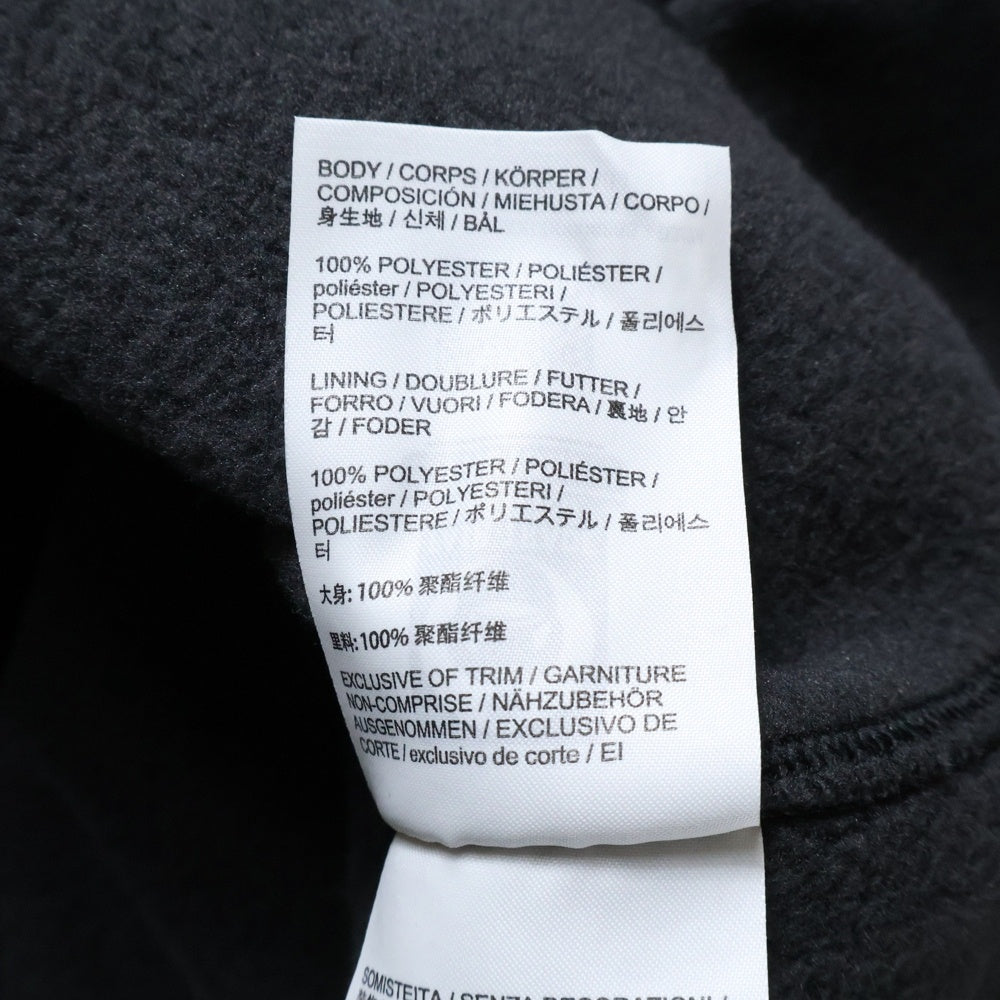 BODY / CORPS / KÖRPER /
COMPOSICIÓN / MIEHUSTA / CORPO /
身生地 / 신체 / BÅL
100% POLYESTER / POLIÉSTER /
poliéster / POLYESTERI /
POLIESTERE / ポリエステル / 폴리에스
터
LINING / DOUBLURE / FUTTER /
FORRO / VUORI / FODERA / 裏地 / 안
감 / FODER
100% POLYESTER / POLIÉSTER /
poliéster / POLYESTERI /
POLIESTERE / ポリエステル / 폴리에스
터
大身: 100% 聚酯纤维
里料:100% 聚酯纤维
EXCLUSIVE OF TRIM / GARNITURE
NON-COMPRISE / NÄHZUBEHÖR
AUSGENOMMEN / EXCLUSIVO DE
CORTE / exclusivo de corte / EI
SOMISTEITA / SENZA DECORAZIONI /